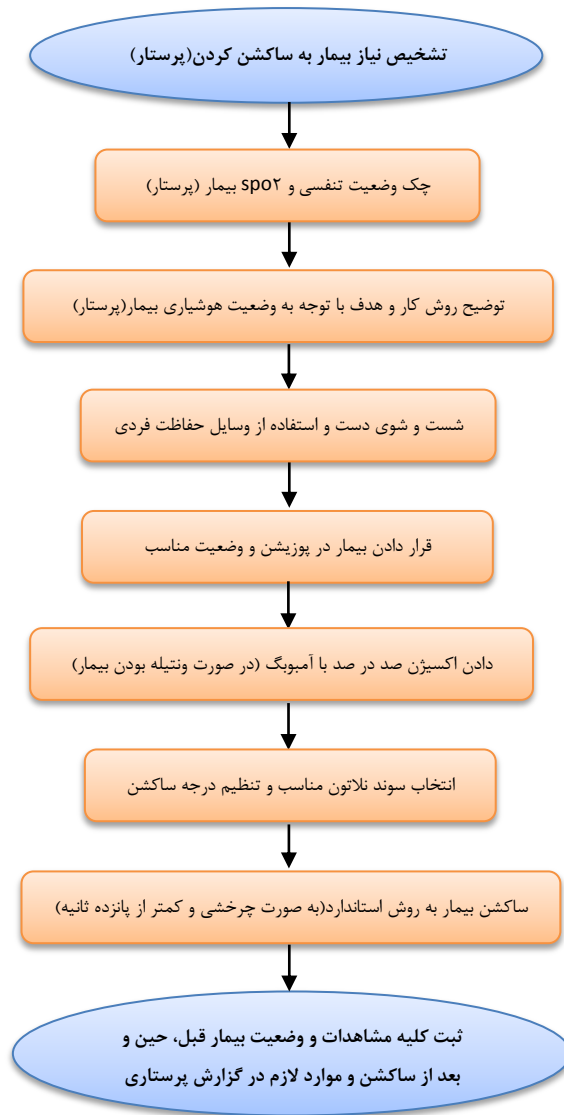 تشخیص نیاز بیمار به ساکشن کردن(پرستار)
چک وضعیت تنفسی و spo۲ بیمار (پرستار)
توضیح روش کار و هدف با توجه به وضعیت هوشیاری بیمار(پرستار)
شست و شوی دست و استفاده از وسایل حفاظت فردی
قرار دادن بیمار در پوزیشن و وضعیت مناسب
دادن اکسیژن صد در صد با آمبوبگ (در صورت ونتیله بودن بیمار)
انتخاب سوند نلاتون مناسب و تنظیم درجه ساکشن
ساکشن بیمار به روش استاندارد(به صورت چرخشی و کمتر از پانزده ثانیه)
ثبت کلیه مشاهدات و وضعیت بیمار قبل، حین و
بعد از ساکشن و موارد لازم در گزارش پرستاری